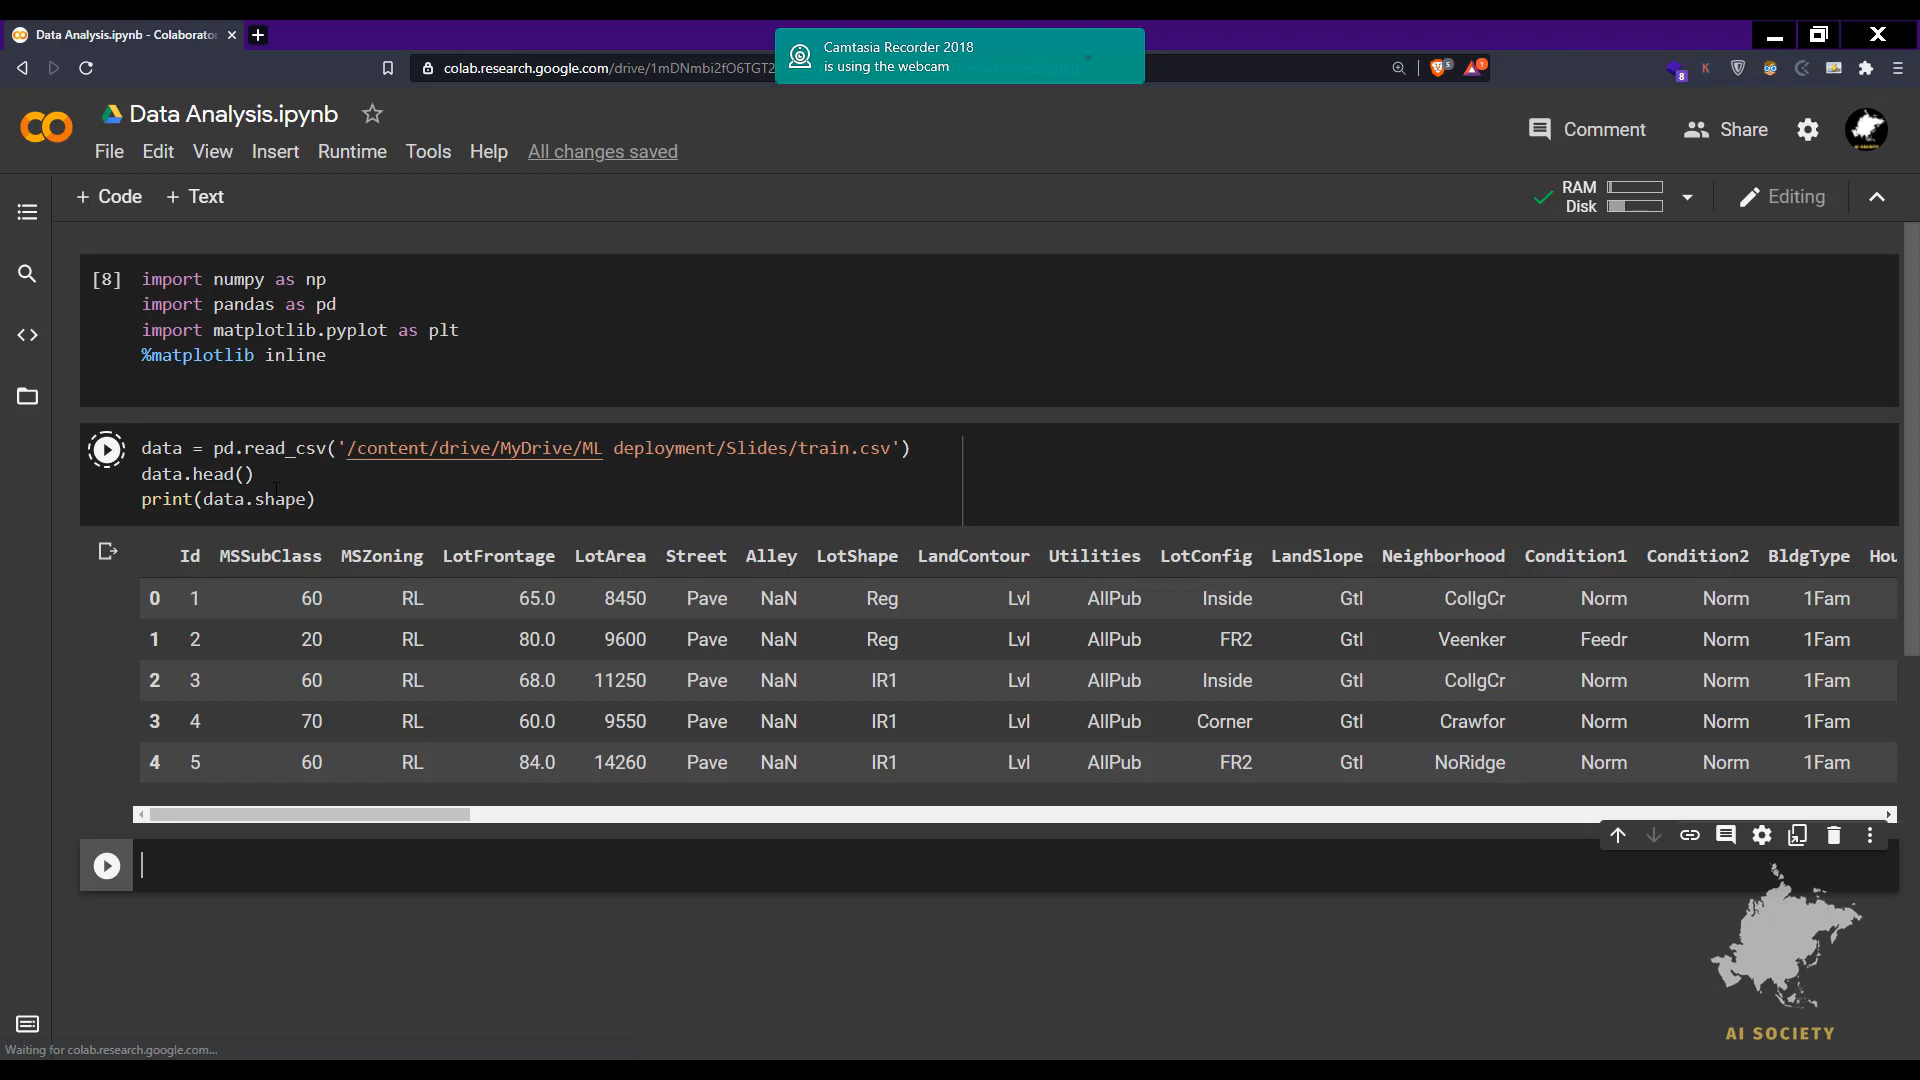 Data Analysis.ipynb - Colaborator
Camtasia Recorder 2018
is using the webcam
colab.research.google.com/drive/1mDNmbi2fO6TGT2
5
1
8
K
Data Analysis.ipynb
Comment
Share
File Edit View Insert Runtime Tools Help All changes saved
+ Code + Text
RAM
Disk
Editing
[8]
import numpy as np
import pandas as pd
import matplotlib.pyplot as plt
%matplotlib inline
data = pd.read_csv('/content/drive/MyDrive/ML deployment/Slides/train.csv')
data.head()
print(data.shape)
Id MSSubClass MSZoning LotFrontage LotArea Street Alley LotShape LandContour Utilities LotConfig LandSlope Neighborhood Condition1 Condition2 BldgType Hou
0 1 60 RL 65.0 8450 Pave NaN Reg Lvl AllPub Inside Gtl CollgCr Norm Norm 1Fam
1 2 20 RL 80.0 9600 Pave NaN Reg Lvl AllPub FR2 Gtl Veenker Feedr Norm 1Fam
2 3 60 RL 68.0 11250 Pave NaN IR1 Lvl AllPub Inside Gtl CollgCr Norm Norm 1Fam
3 4 70 RL 60.0 9550 Pave NaN IR1 Lvl AllPub Corner Gtl Crawfor Norm Norm 1Fam
4 5 60 RL 84.0 14260 Pave NaN IR1 Lvl AllPub FR2 Gtl NoRidge Norm Norm 1Fam
AI SOCIETY
Waiting for colab.research.google.com...